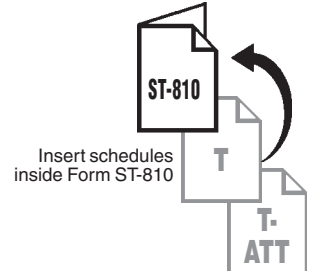 ST-810
Insert schedules
inside Form ST-810
T
T-
ATT